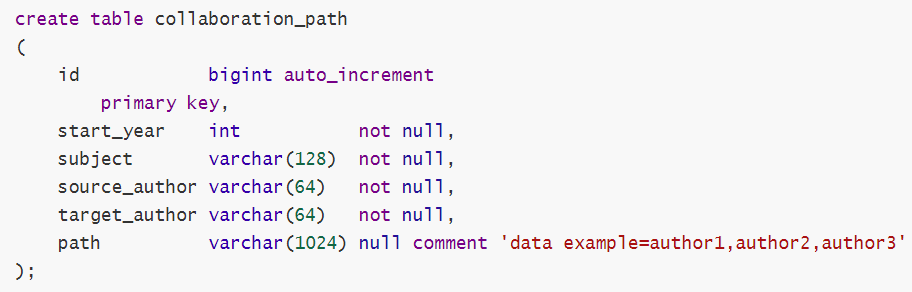 create table collaboration_path
(
    id            bigint auto_increment
        primary key,
    start_year    int           not null,
    subject       varchar(128)  not null,
    source_author varchar(64)   not null,
    target_author varchar(64)   not null,
    path          varchar(1024) null comment 'data example=author1,author2,author3'
);